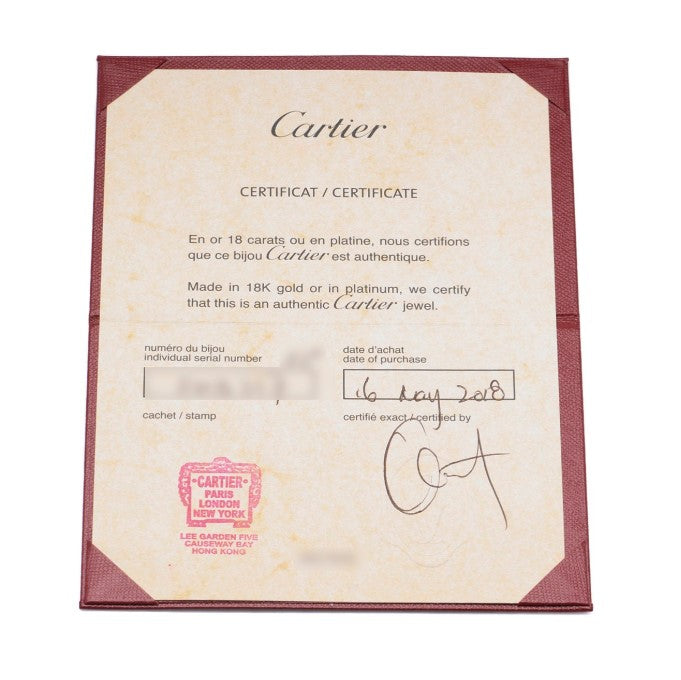 Cartier
CERTIFICAT / CERTIFICATE
En or 18 carats ou en platine, nous certifions
que ce bijou Cartier est authentique.
Made in 18K gold or in platinum, we certify
that this is an authentic Cartier jewel.
numéro du bijou
individual serial number
date d'achat
date of purchase
16 May 2018
cachet / stamp
certifié exact / certified by
CARTIER
PARIS
LONDON
NEW YORK
LEE GARDEN FIVE
CAUSEWAY BAY
HONG KONG